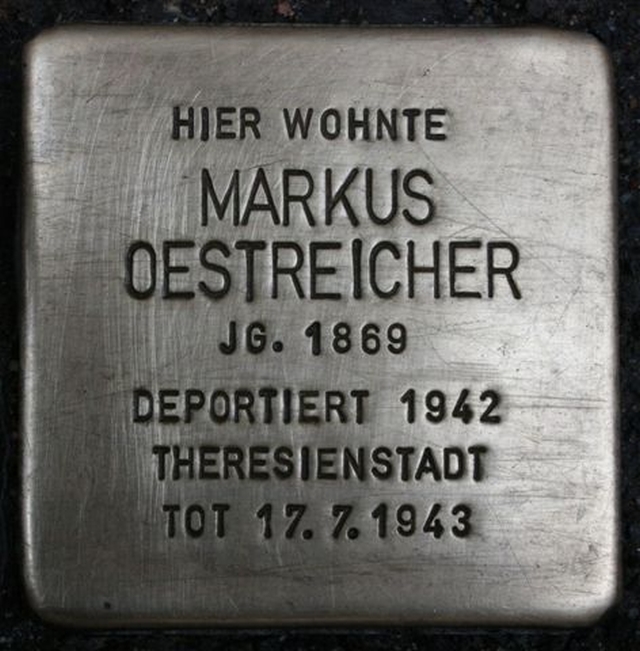 HIER WOHNTE
MARKUS
OESTREICHER
JG. 1869
DEPORTIERT 1942
THERESIENSTADT
TOT 17. 7. 1943